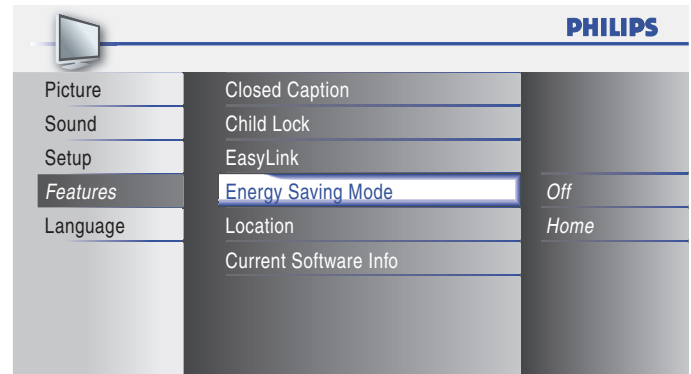 PHILIPS
Picture
Sound
Setup
Features
Language
Closed Caption
Child Lock
EasyLink
Energy Saving Mode
Location
Current Software Info
Off
Home